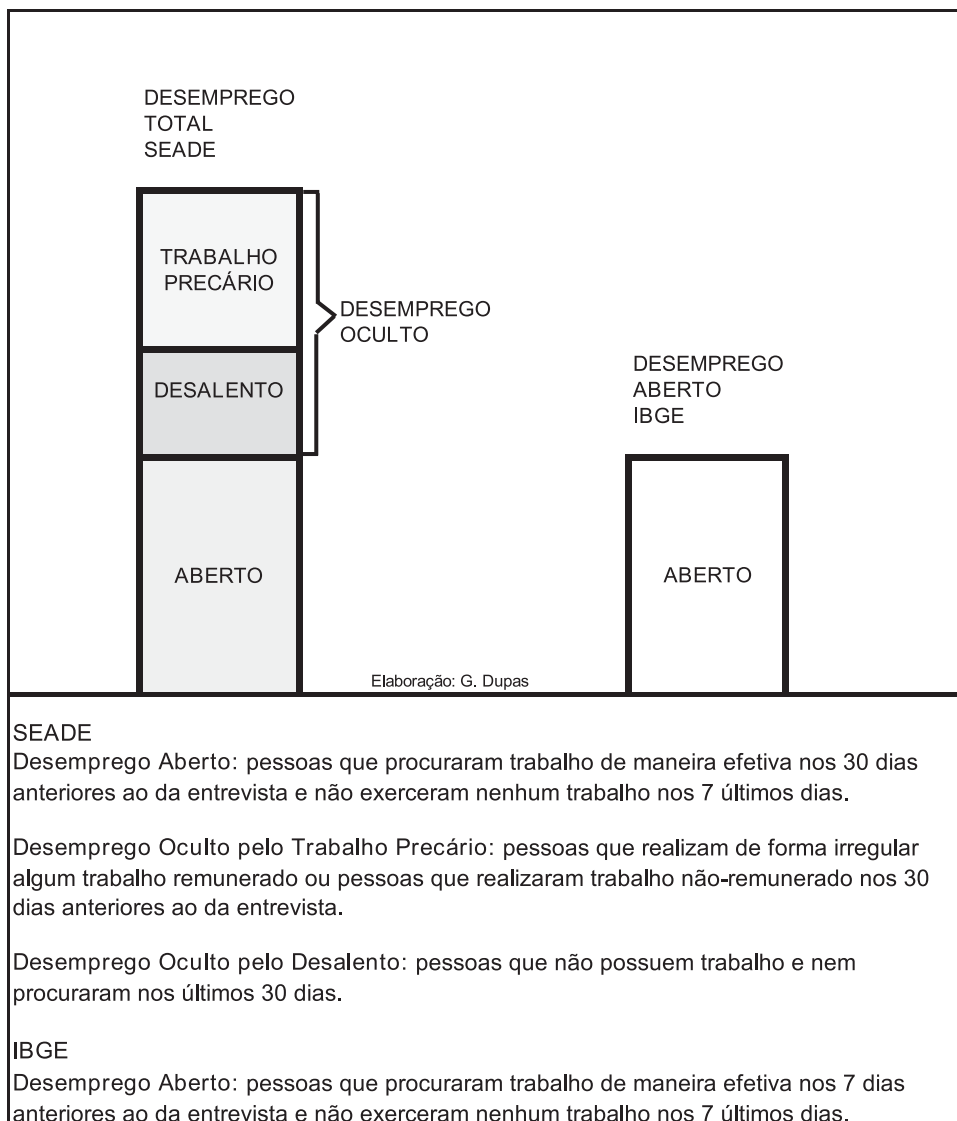 DESEMPREGO
TOTAL
SEADE
TRABALHO
PRECÁRIO
DESEMPREGO
OCULTO
DESALENTO
DESEMPREGO
ABERTO
IBGE
ABERTO
ABERTO
Elaboração: G. Dupas
SEADE
Desemprego Aberto: pessoas que procuraram trabalho de maneira efetiva nos 30 dias
anteriores ao da entrevista e não exerceram nenhum trabalho nos 7 últimos dias.
Desemprego Oculto pelo Trabalho Precário: pessoas que realizam de forma irregular
algum trabalho remunerado ou pessoas que realizaram trabalho não-remunerado nos 30
dias anteriores ao da entrevista.
Desemprego Oculto pelo Desalento: pessoas que não possuem trabalho e nem
procuraram nos últimos 30 dias.
IBGE
Desemprego Aberto: pessoas que procuraram trabalho de maneira efetiva nos 7 dias
anteriores ao da entrevista e não exerceram nenhum trabalho nos 7 últimos dias.